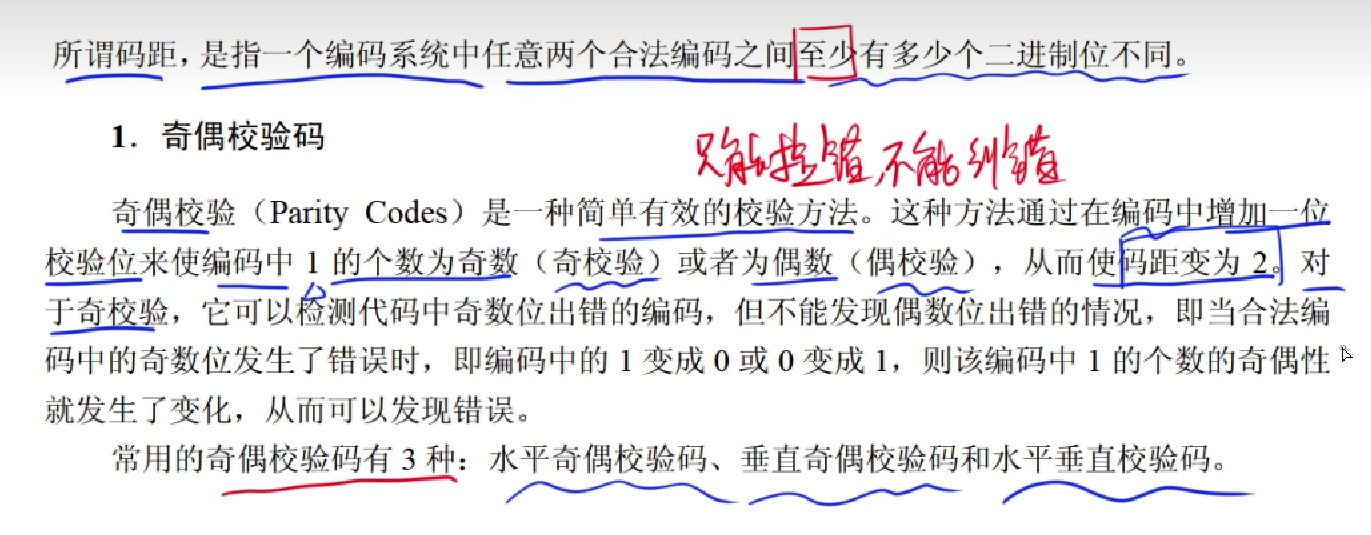 所谓码距，是指一个编码系统中任意两个合法编码之间至少有多少个二进制位不同。
1．奇偶校验码
只能检错,不能纠错
奇偶校验（Parity Codes）是一种简单有效的校验方法。这种方法通过在编码中增加一位
校验位来使编码中 1 的个数为奇数（奇校验）或者为偶数（偶校验），从而使码距变为 2。对
于奇校验，它可以检测代码中奇数位出错的编码，但不能发现偶数位出错的情况，即当合法编
码中的奇数位发生了错误时，即编码中的 1 变成 0 或 0 变成 1，则该编码中 1 的个数的奇偶性
就发生了变化，从而可以发现错误。
常用的奇偶校验码有 3 种：水平奇偶校验码、垂直奇偶校验码和水平垂直校验码。